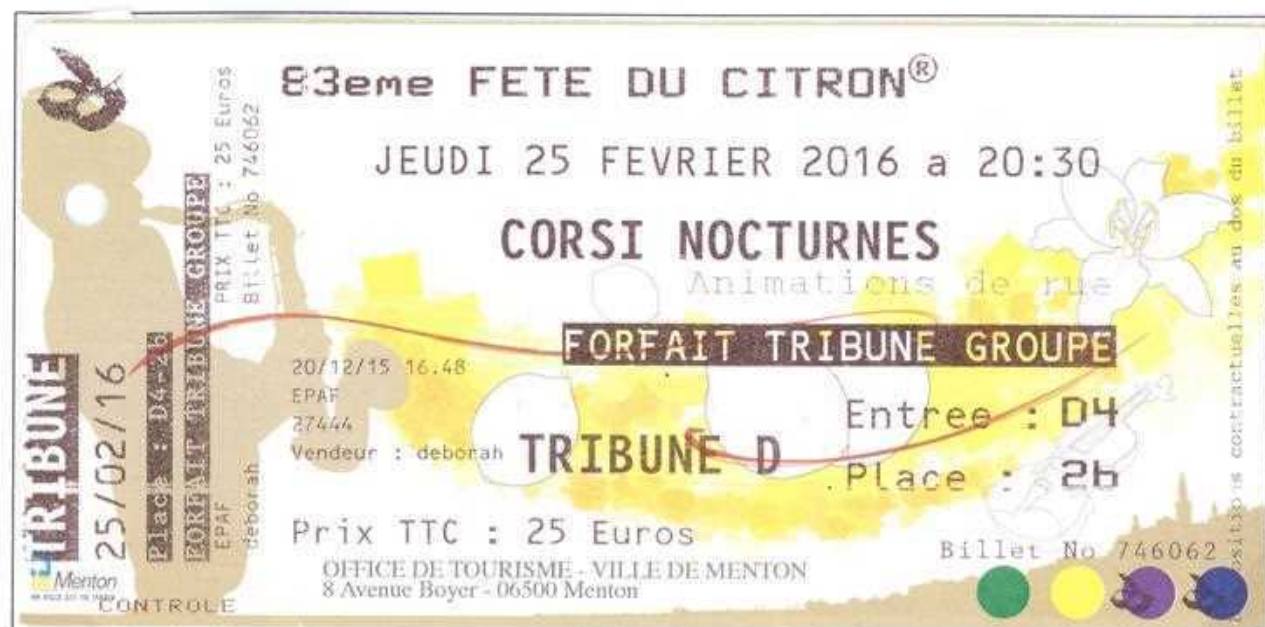 TRIBUNE
25/02/16
Place : D4-26
FORFAIT TRIBUNE GROUPE
EPAF
deborah
PRIX TTC : 25 Euros
Billet No 746062
Menton
CONTROLE
83eme FETE DU CITRON®
JEUDI 25 FEVRIER 2016 a 20:30
CORSI NOCTURNES
Animations de rue
FORFAIT TRIBUNE GROUPE
20/12/15 16.48
EPAF
27444
Vendeur : deborah
TRIBUNE D
Entree : D4
Place : 26
Prix TTC : 25 Euros
Billet No 746062
OFFICE DE TOURISME - VILLE DE MENTON
8 Avenue Boyer - 06500 Menton
contractuelles au dos du billet